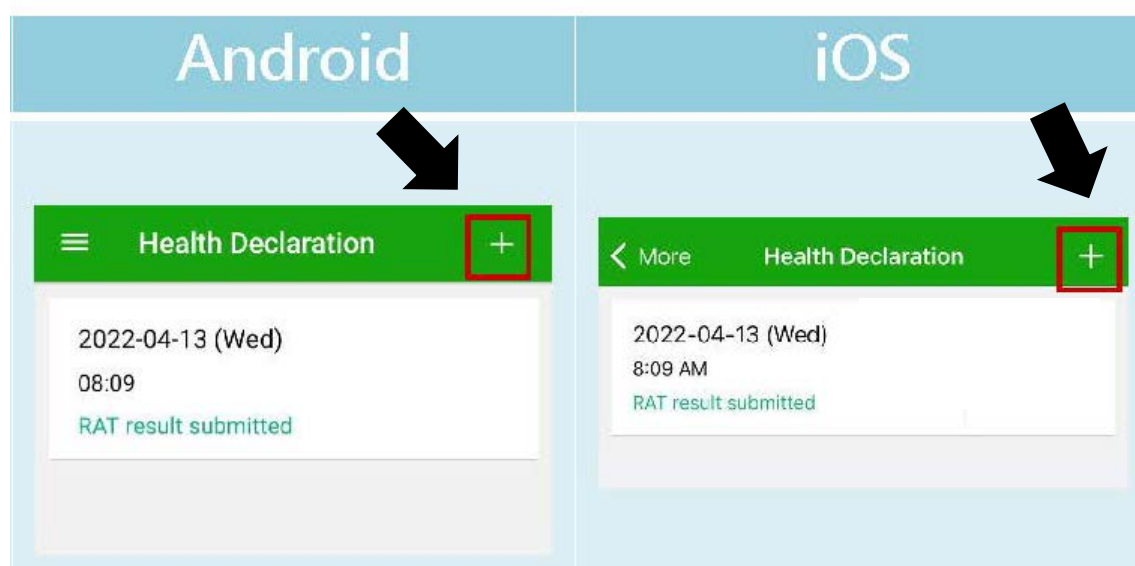 Android
iOS
Health Declaration +
2022-04-13 (Wed)
08:09
RAT result submitted
More Health Declaration +
2022-04-13 (Wed)
8:09 AM
RAT result submitted